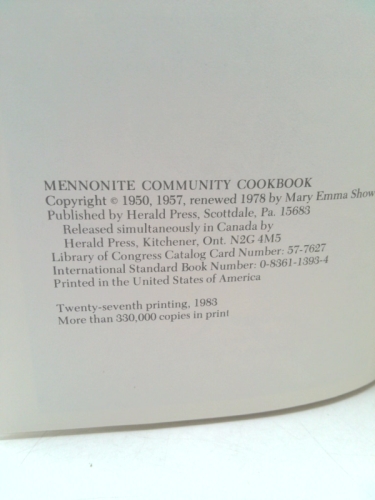 MENNONITE COMMUNITY COOKBOOK
Copyright © 1950, 1957, renewed 1978 by Mary Emma Show
Published by Herald Press, Scottdale, Pa. 15683
Released simultaneously in Canada by
Herald Press, Kitchener, Ont. N2G 4M5
Library of Congress Catalog Card Number: 57-7627
International Standard Book Number: 0-8361-1393-4
Printed in the United States of America
Twenty-seventh printing, 1983
More than 330,000 copies in print